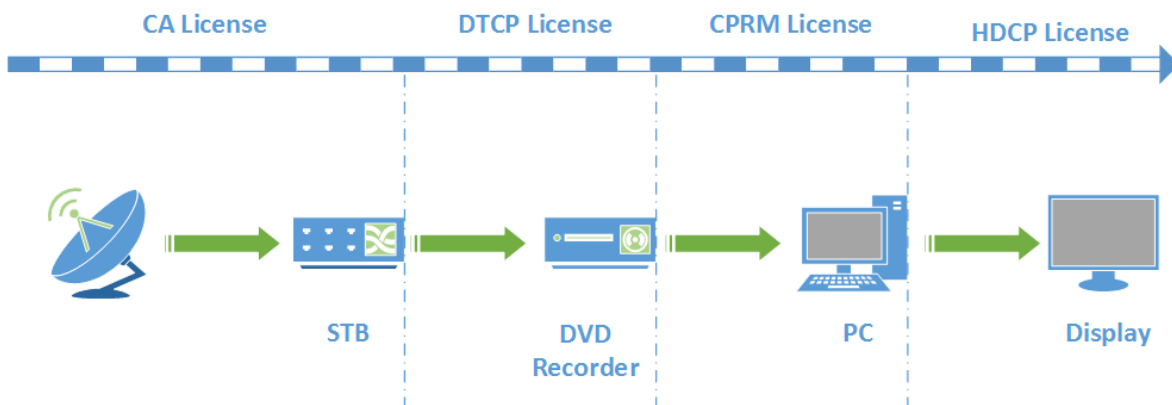 CA License
DTCP License
CPRM License
HDCP License
STB
DVD
Recorder
PC
Display